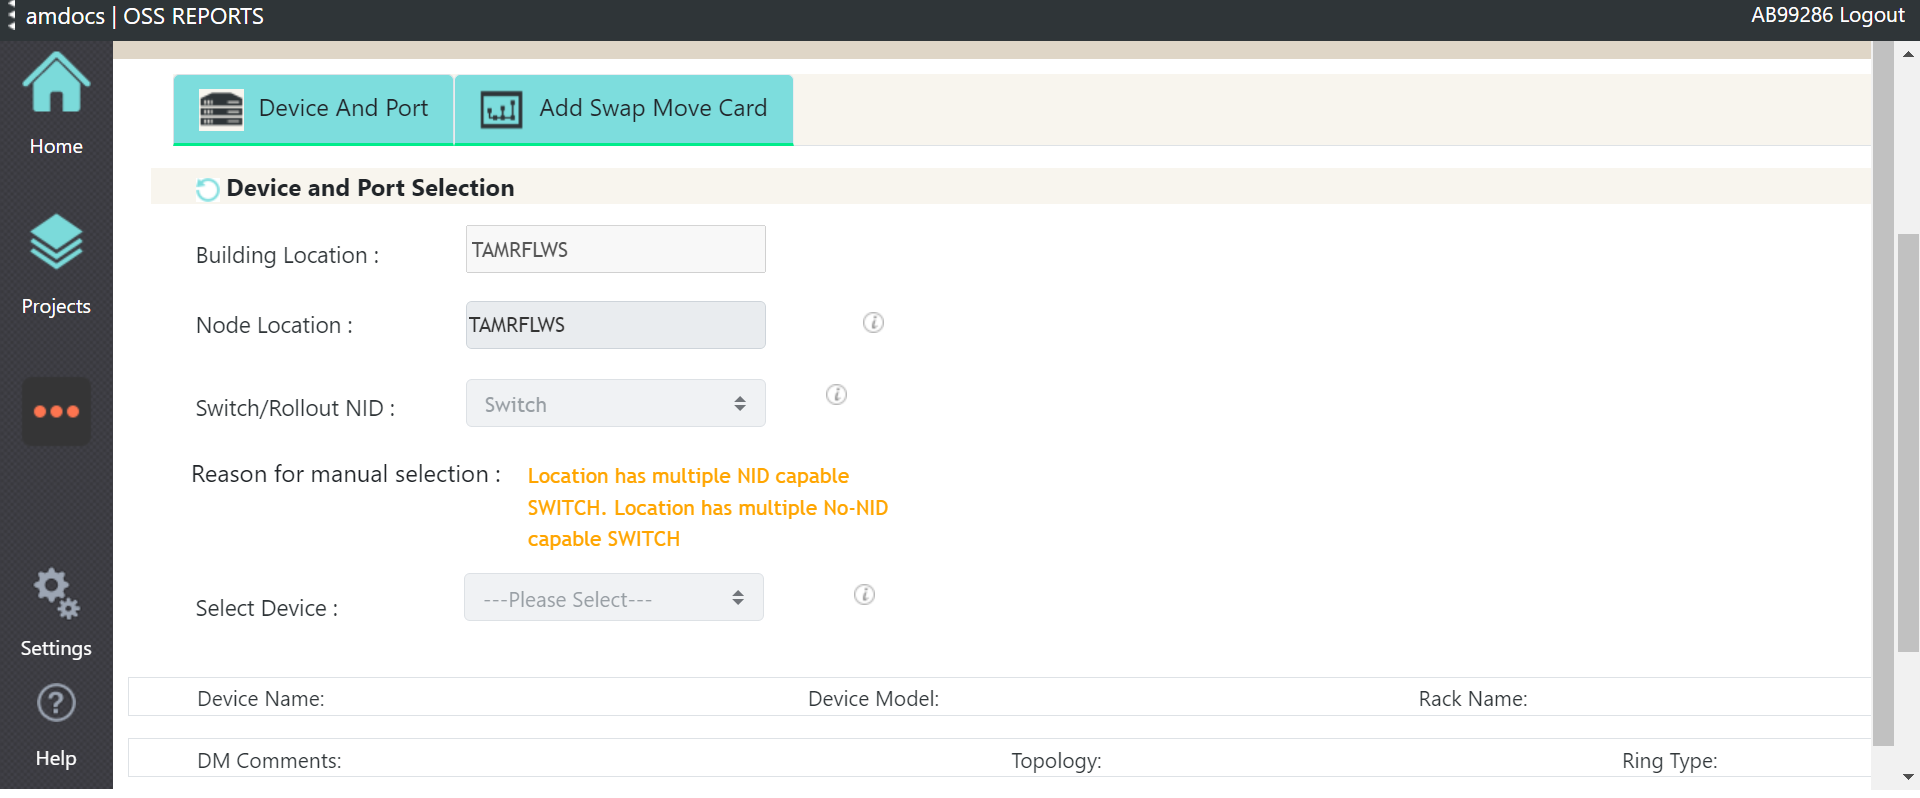 amdocs | OSS REPORTS
AB99286 Logout
Home
Projects
Settings
Help
Device And Port
Add Swap Move Card
Device and Port Selection
Building Location :
TAMRFLWS
Node Location :
TAMRFLWS
Switch/Rollout NID :
Switch
Reason for manual selection :
Location has multiple NID capable
SWITCH. Location has multiple No-NID
capable SWITCH
Select Device :
---Please Select---
Device Name:
Device Model:
Rack Name:
DM Comments:
Topology:
Ring Type: